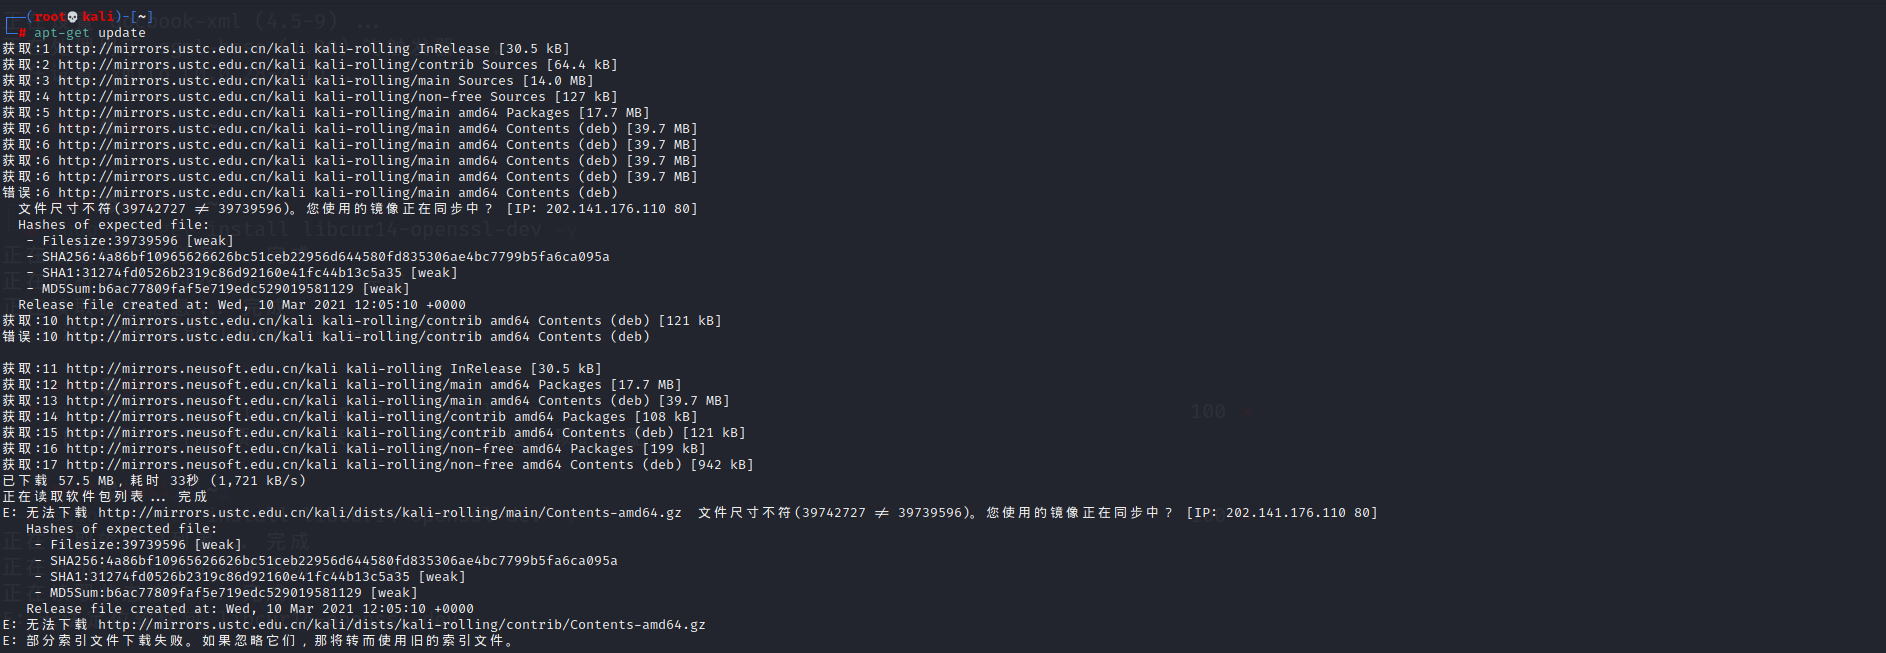 (root💀kali)-[~]
# apt-get update
获取:1 http://mirrors.ustc.edu.cn/kali kali-rolling InRelease [30.5 kB]
获取:2 http://mirrors.ustc.edu.cn/kali kali-rolling/contrib Sources [64.4 kB]
获取:3 http://mirrors.ustc.edu.cn/kali kali-rolling/main Sources [14.0 MB]
获取:4 http://mirrors.ustc.edu.cn/kali kali-rolling/non-free Sources [127 kB]
获取:5 http://mirrors.ustc.edu.cn/kali kali-rolling/main amd64 Packages [17.7 MB]
获取:6 http://mirrors.ustc.edu.cn/kali kali-rolling/main amd64 Contents (deb) [39.7 MB]
获取:6 http://mirrors.ustc.edu.cn/kali kali-rolling/main amd64 Contents (deb) [39.7 MB]
获取:6 http://mirrors.ustc.edu.cn/kali kali-rolling/main amd64 Contents (deb) [39.7 MB]
获取:6 http://mirrors.ustc.edu.cn/kali kali-rolling/main amd64 Contents (deb) [39.7 MB]
错误:6 http://mirrors.ustc.edu.cn/kali kali-rolling/main amd64 Contents (deb)
文件尺寸不符(39742727 != 39739596)。您使用的镜像正在同步中？ [IP: 202.141.176.110 80]
Hashes of expected file:
- Filesize:39739596 [weak]
- SHA256:4a86bf10965626626bc51ceb22956d644580fd835306ae4bc7799b5fa6ca095a
- SHA1:31274fd0526b2319c86d92160e41fc44b13c5a35 [weak]
- MD5Sum:b6ac77809faf5e719edc529019581129 [weak]
Release file created at: Wed, 10 Mar 2021 12:05:10 +0000
获取:10 http://mirrors.ustc.edu.cn/kali kali-rolling/contrib amd64 Contents (deb) [121 kB]
错误:10 http://mirrors.ustc.edu.cn/kali kali-rolling/contrib amd64 Contents (deb)
获取:11 http://mirrors.neusoft.edu.cn/kali kali-rolling InRelease [30.5 kB]
获取:12 http://mirrors.neusoft.edu.cn/kali kali-rolling/main amd64 Packages [17.7 MB]
获取:13 http://mirrors.neusoft.edu.cn/kali kali-rolling/main amd64 Contents (deb) [39.7 MB]
获取:14 http://mirrors.neusoft.edu.cn/kali kali-rolling/contrib amd64 Packages [108 kB]
获取:15 http://mirrors.neusoft.edu.cn/kali kali-rolling/contrib amd64 Contents (deb) [121 kB]
获取:16 http://mirrors.neusoft.edu.cn/kali kali-rolling/non-free amd64 Packages [199 kB]
获取:17 http://mirrors.neusoft.edu.cn/kali kali-rolling/non-free amd64 Contents (deb) [942 kB]
已下载 57.5 MB，耗时 33秒 (1,721 kB/s)
正在读取软件包列表... 完成
E: 无法下载 http://mirrors.ustc.edu.cn/kali/dists/kali-rolling/main/Contents-amd64.gz  文件尺寸不符(39742727 != 39739596)。您使用的镜像正在同步中？ [IP: 202.141.176.110 80]
Hashes of expected file:
- Filesize:39739596 [weak]
- SHA256:4a86bf10965626626bc51ceb22956d644580fd835306ae4bc7799b5fa6ca095a
- SHA1:31274fd0526b2319c86d92160e41fc44b13c5a35 [weak]
- MD5Sum:b6ac77809faf5e719edc529019581129 [weak]
Release file created at: Wed, 10 Mar 2021 12:05:10 +0000
E: 无法下载 http://mirrors.ustc.edu.cn/kali/dists/kali-rolling/contrib/Contents-amd64.gz
E: 部分索引文件下载失败。如果忽略它们，那将转而使用旧的索引文件。